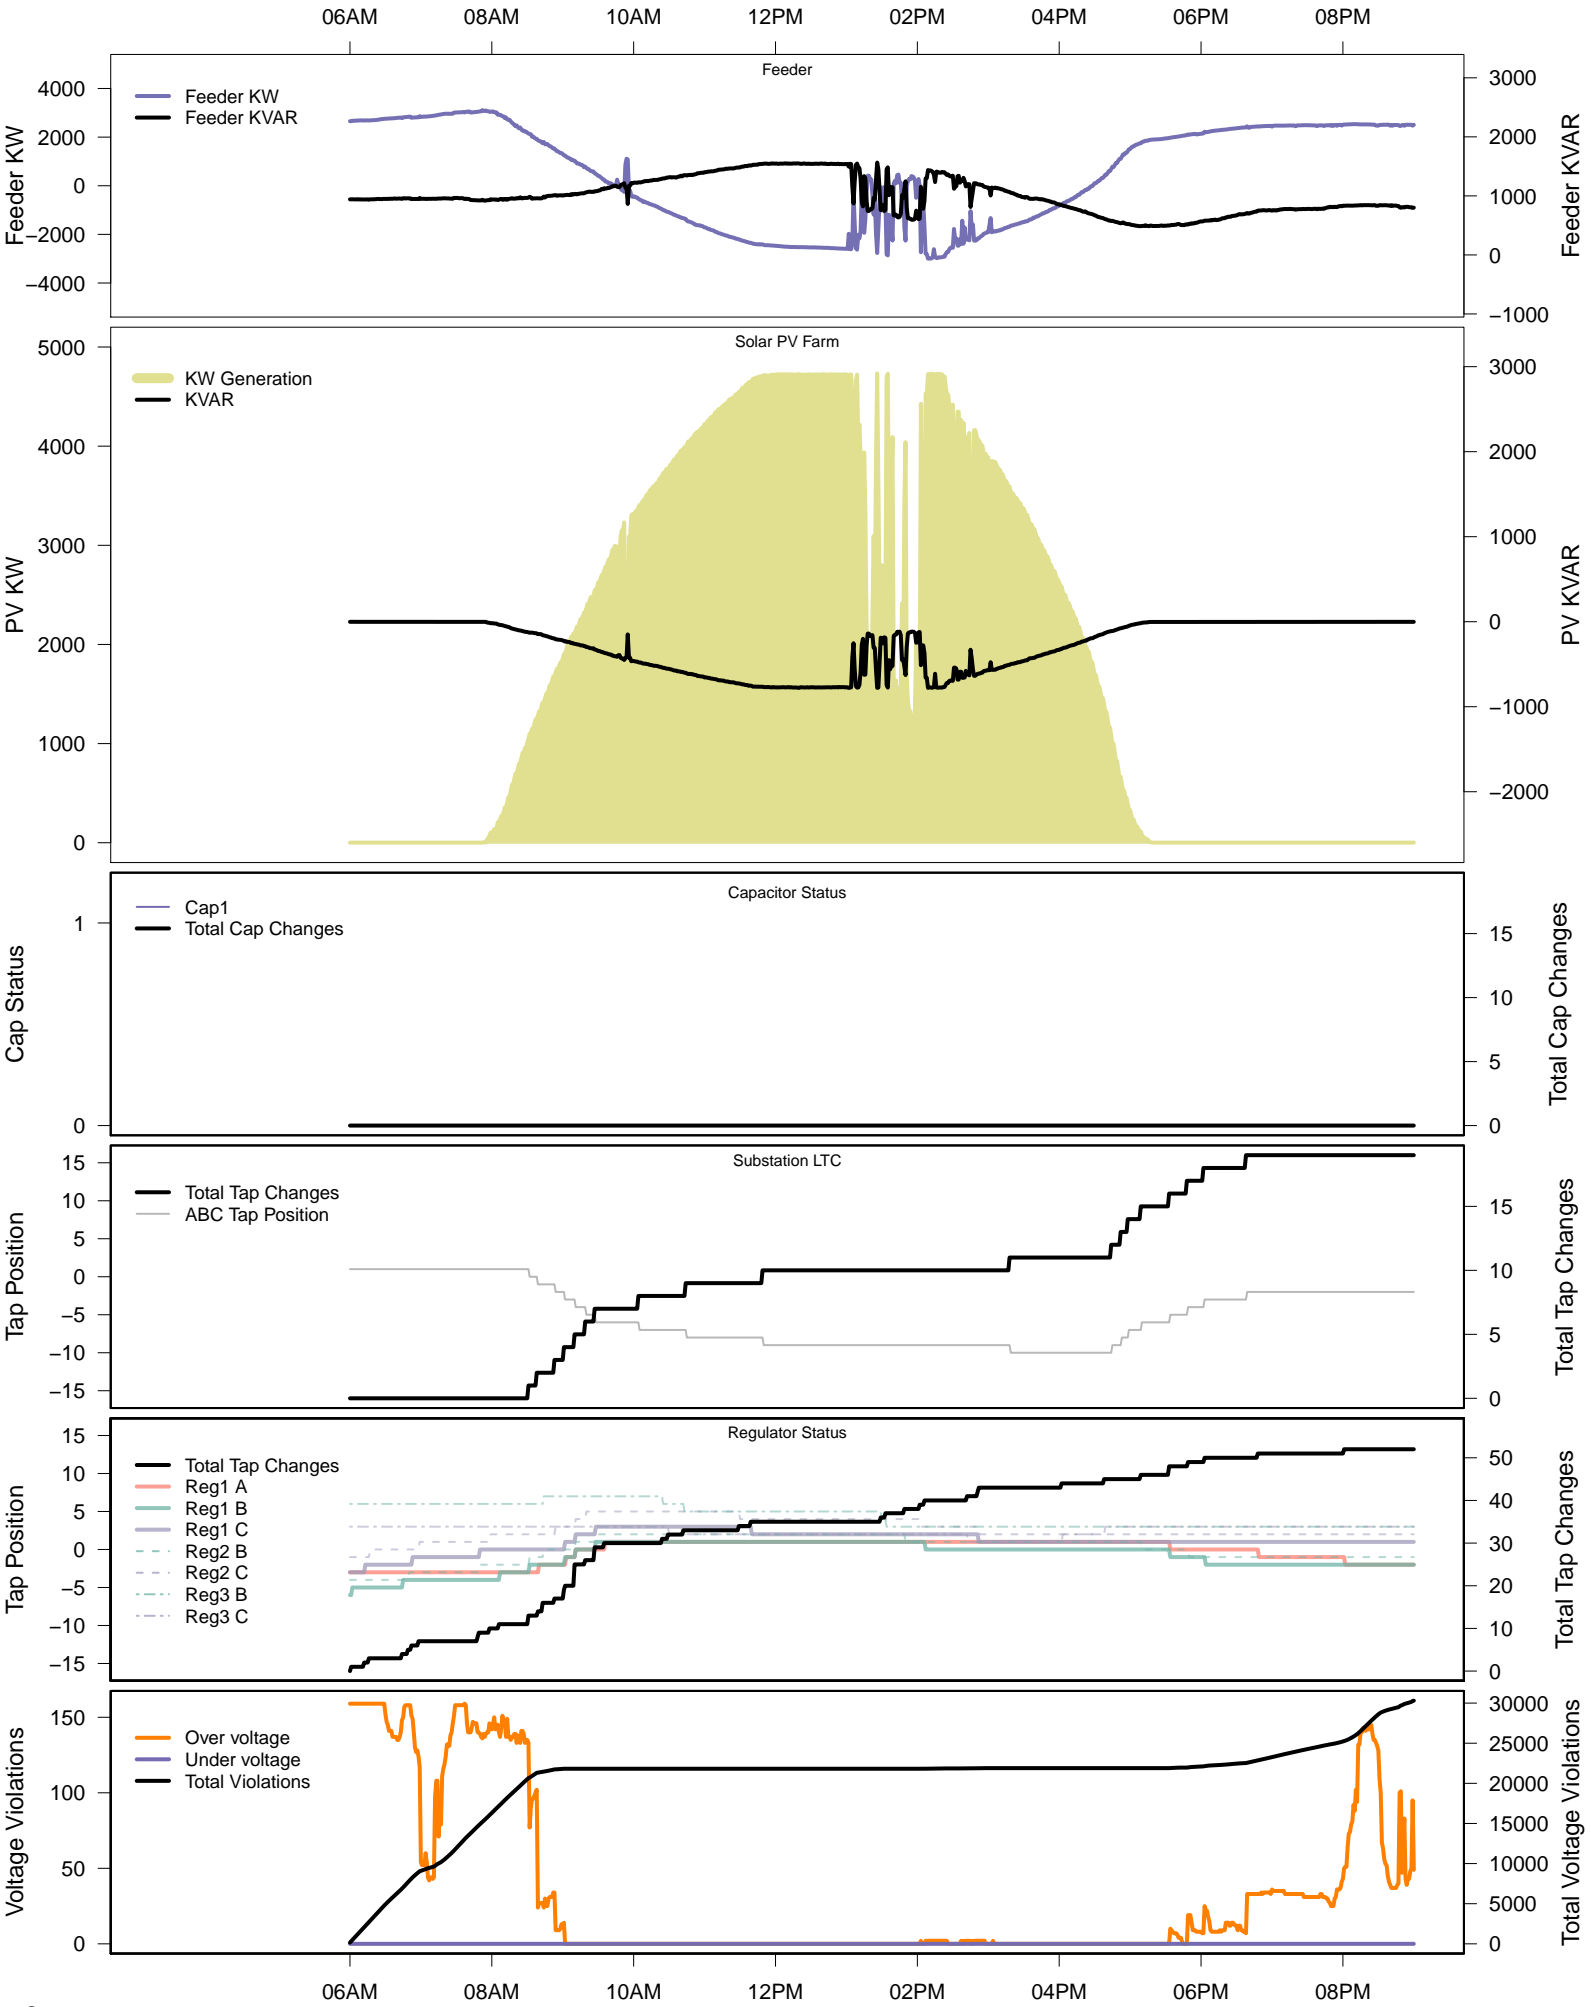 06AM 08AM 10AM 12PM 02PM 04PM 06PM 08PM
Feeder
Feeder KW
Feeder KVAR
4000
2000
0
−2000
−4000
Feeder KW
3000
2000
1000
0
−1000
Feeder KVAR
Solar PV Farm
KW Generation
KVAR
5000
4000
3000
2000
1000
0
PV KW
3000
2000
1000
0
−1000
−2000
PV KVAR
Capacitor Status
Cap1
Total Cap Changes
1
0
Cap Status
15
10
5
0
Total Cap Changes
Substation LTC
Total Tap Changes
ABC Tap Position
15
10
5
0
−5
−10
−15
Tap Position
15
10
5
0
Total Tap Changes
Regulator Status
Total Tap Changes
Reg1 A
Reg1 B
Reg1 C
Reg2 B
Reg2 C
Reg3 B
Reg3 C
15
10
5
0
−5
−10
−15
Tap Position
50
40
30
20
10
0
Total Tap Changes
Over voltage
Under voltage
Total Violations
150
100
50
0
Voltage Violations
30000
25000
20000
15000
10000
5000
0
Total Voltage Violations
06AM 08AM 10AM 12PM 02PM 04PM 06PM 08PM